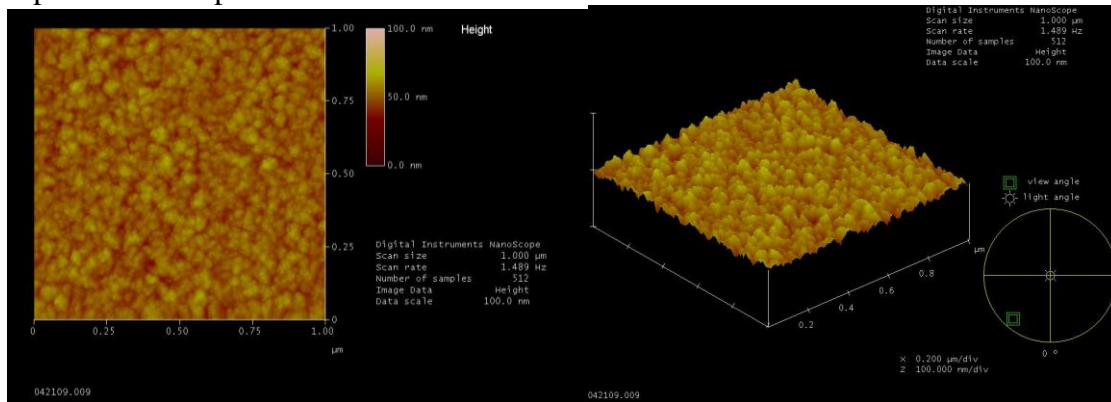 100.0 nm
Height
50.0 nm
0.0 nm
1.00
0.75
0.50
0.25
0
0
0.25
0.50
0.75
1.00
µm
Digital Instruments NanoScope
Scan size 1.000 µm
Scan rate 1.489 Hz
Number of samples 512
Image Data Height
Data scale 100.0 nm
042109.009
Digital Instruments NanoScope
Scan size 1.000 µm
Scan rate 1.489 Hz
Number of samples 512
Image Data Height
Data scale 100.0 nm
view angle
light angle
µm
0.8
0.6
0.4
0.2
0 °
X 0.200 µm/div
Z 100.000 nm/div
042109.009